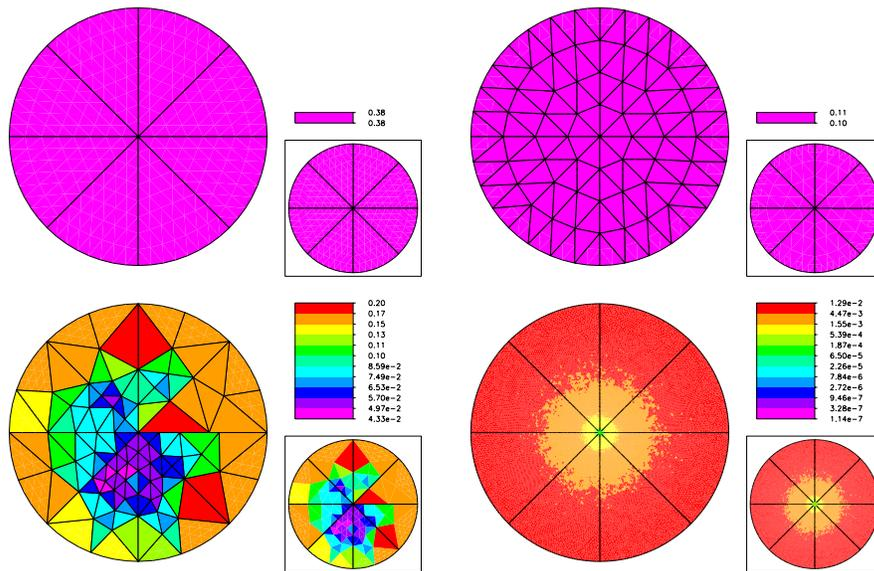 0.38
0.38
0.11
0.10
0.20
0.17
0.15
0.13
0.11
0.10
8.59e-2
7.49e-2
6.53e-2
5.70e-2
4.97e-2
4.33e-2
1.29e-2
4.47e-3
1.55e-3
5.39e-4
1.87e-4
6.50e-5
2.26e-5
7.84e-6
2.72e-6
9.46e-7
3.28e-7
1.14e-7